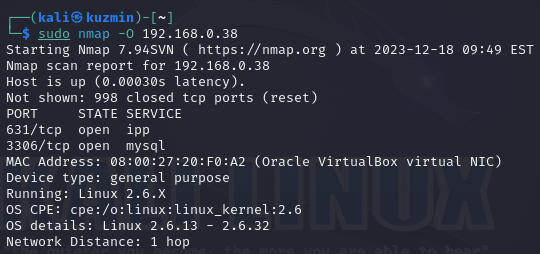 ┌──(kali㉿kuzmin)-[~]
└─$ sudo nmap -O 192.168.0.38
Starting Nmap 7.94SVN ( https://nmap.org ) at 2023-12-18 09:49 EST
Nmap scan report for 192.168.0.38
Host is up (0.00030s latency).
Not shown: 998 closed tcp ports (reset)
PORT     STATE SERVICE
631/tcp  open  ipp
3306/tcp open  mysql
MAC Address: 08:00:27:20:F0:A2 (Oracle VirtualBox virtual NIC)
Device type: general purpose
Running: Linux 2.6.X
OS CPE: cpe:/o:linux:linux_kernel:2.6
OS details: Linux 2.6.13 - 2.6.32
Network Distance: 1 hop